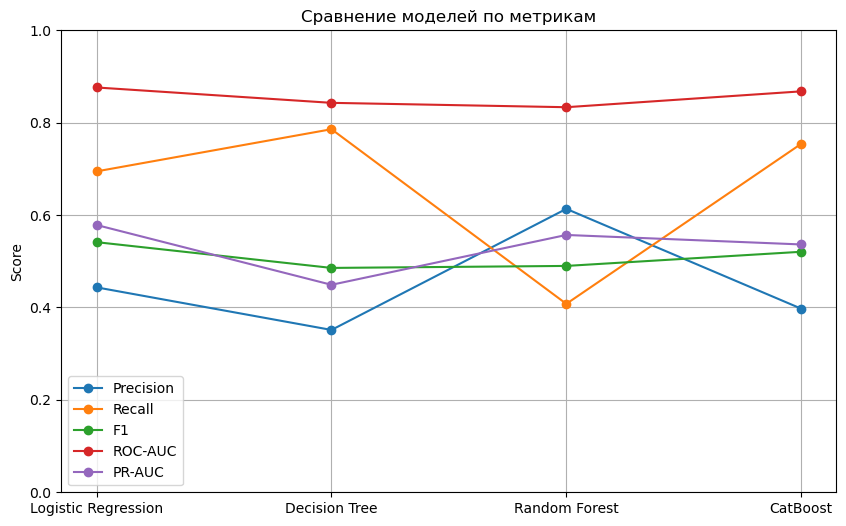 Сравнение моделей по метрикам
1.0
0.8
0.6
0.4
0.2
0.0
Score
Precision
Recall
F1
ROC-AUC
PR-AUC
Logistic Regression
Decision Tree
Random Forest
CatBoost